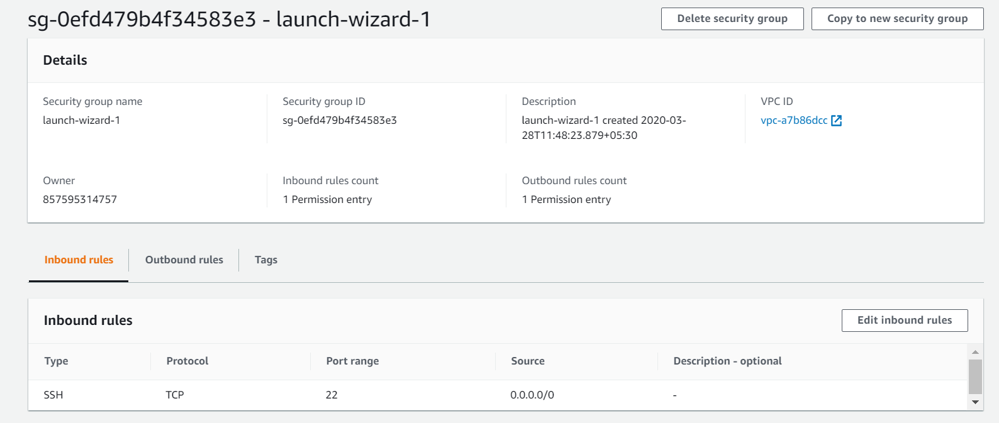 sg-0efd479b4f34583e3 - launch-wizard-1
Delete security group
Copy to new security group
Details
Security group name
launch-wizard-1
Security group ID
sg-0efd479b4f34583e3
Description
launch-wizard-1 created 2020-03-
28T11:48:23.879+05:30
VPC ID
vpc-a7b86dcc
Owner
857595314757
Inbound rules count
1 Permission entry
Outbound rules count
1 Permission entry
Inbound rules
Outbound rules
Tags
Inbound rules
Edit inbound rules
Type Protocol Port range Source Description - optional
SSH TCP 22 0.0.0.0/0 -